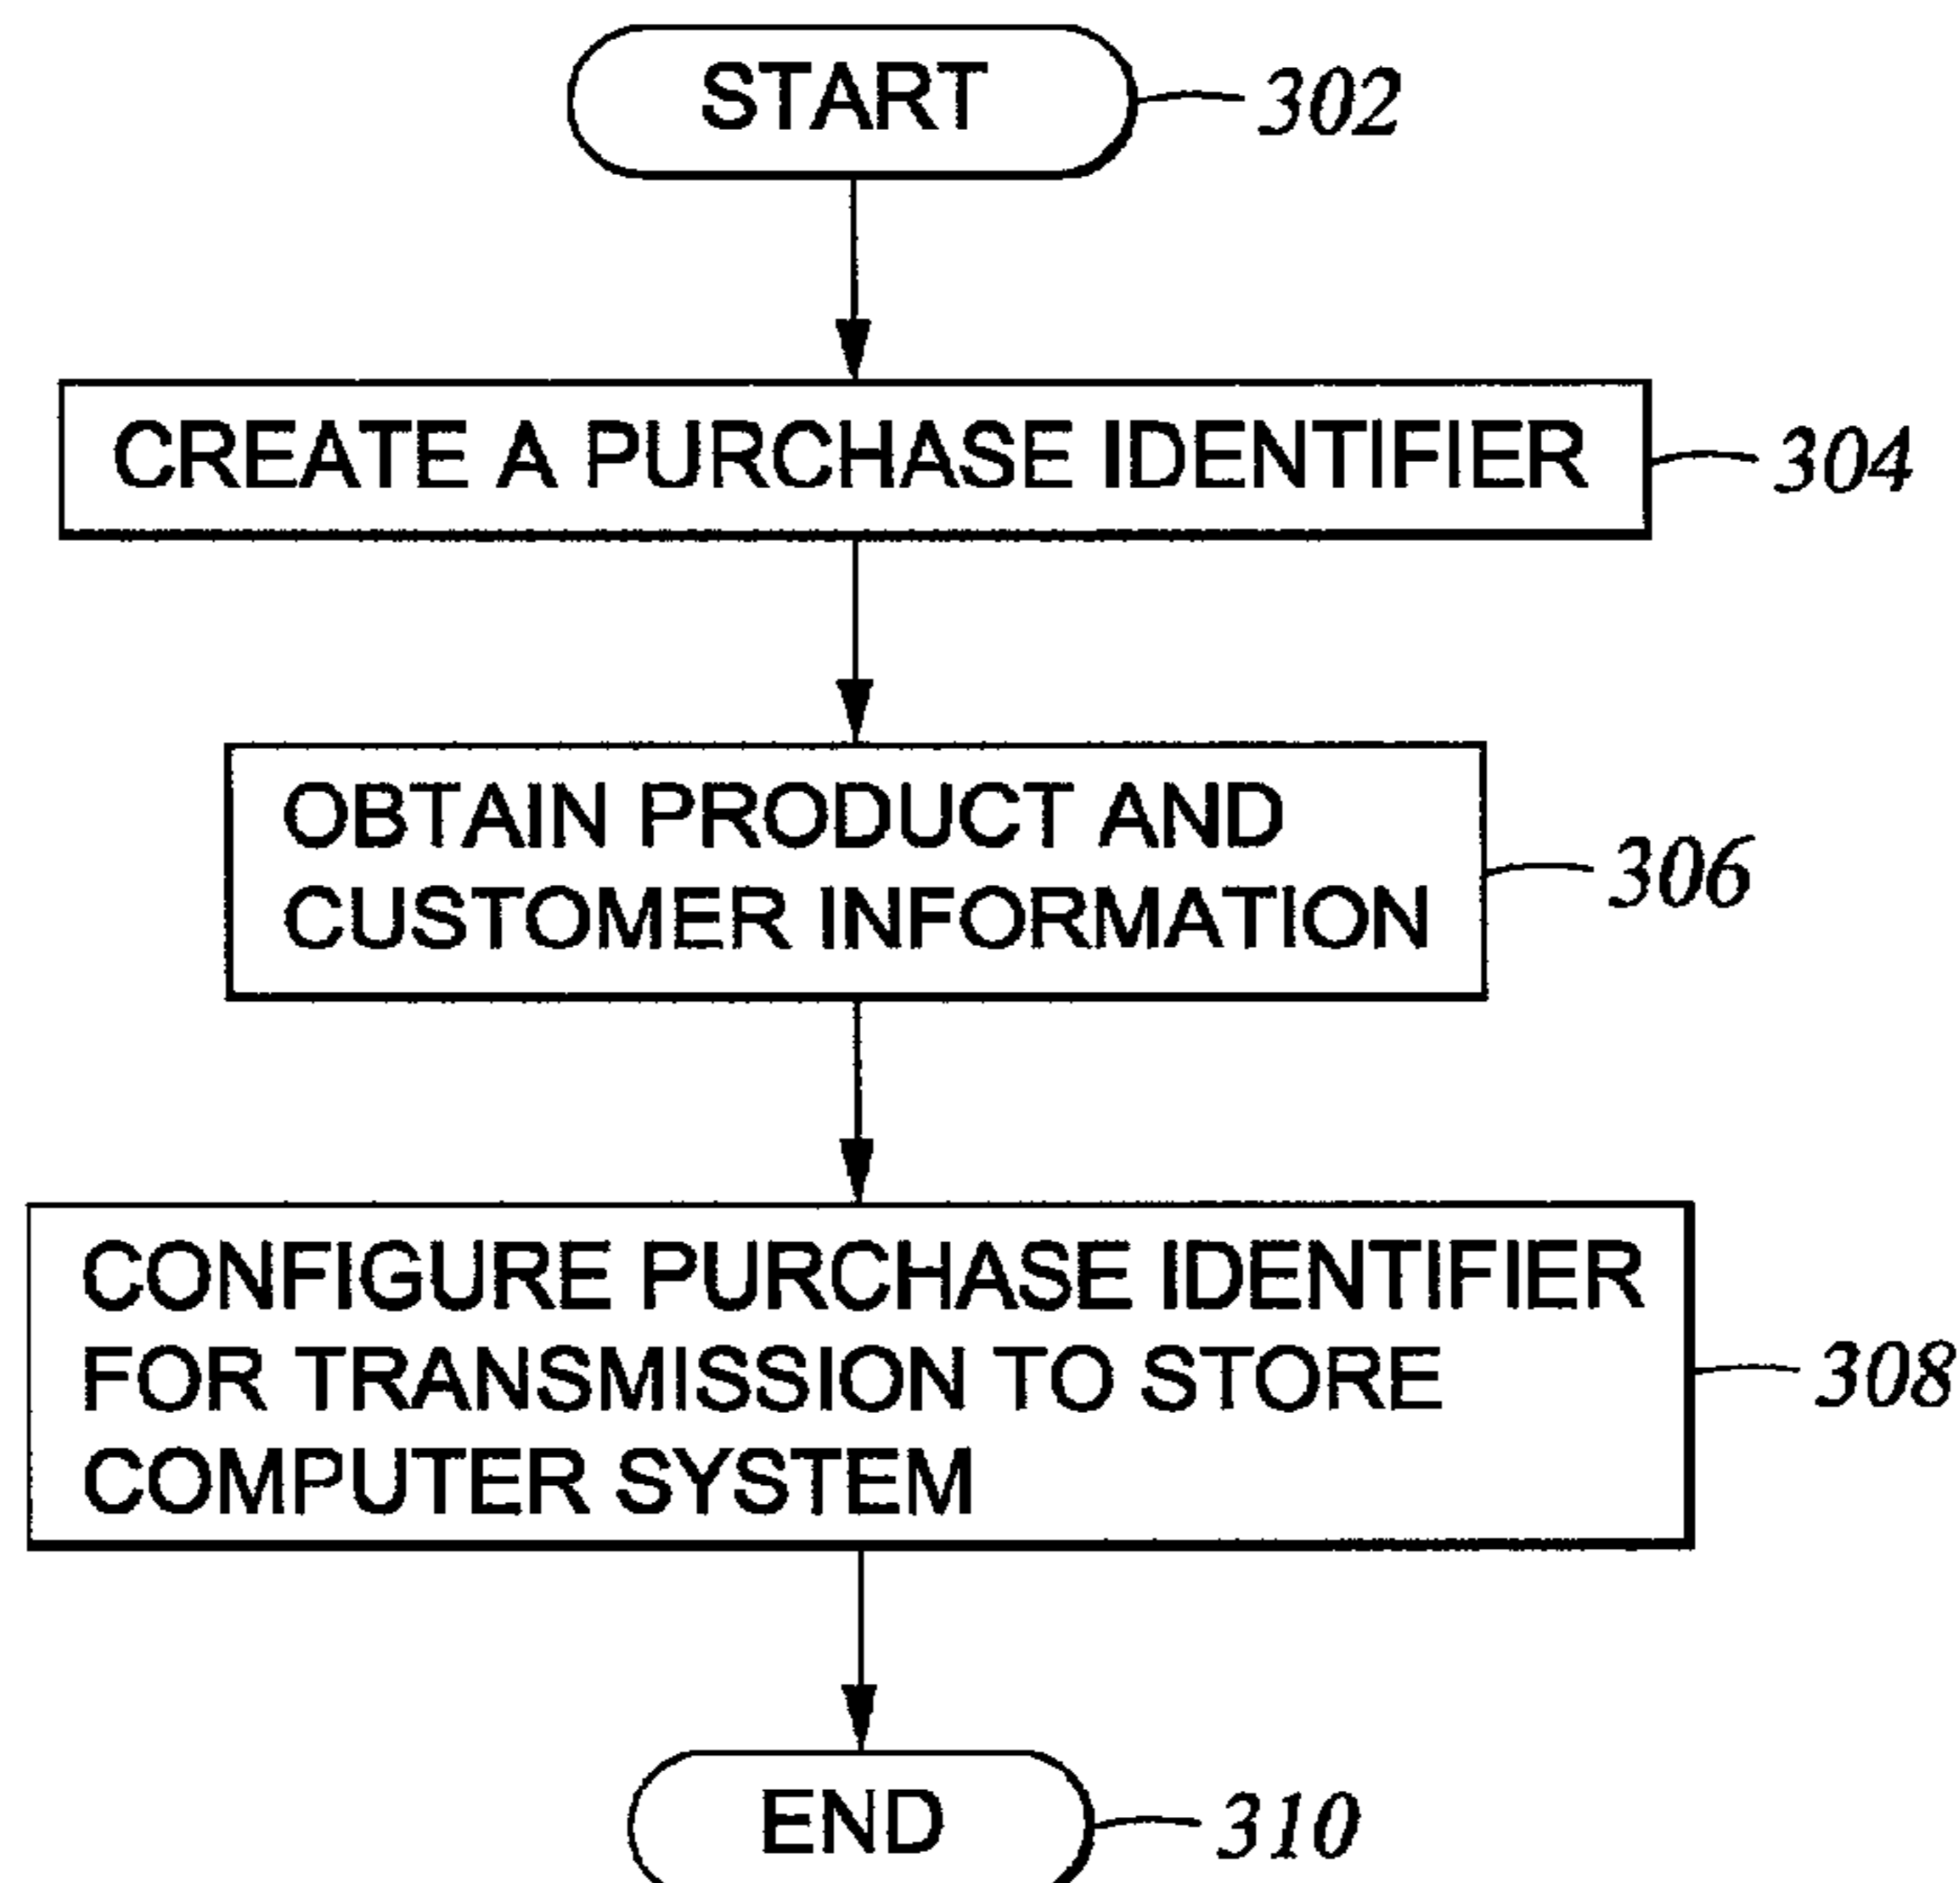 START
302
CREATE A PURCHASE IDENTIFIER
304
OBTAIN PRODUCT AND
CUSTOMER INFORMATION
306
CONFIGURE PURCHASE IDENTIFIER
FOR TRANSMISSION TO STORE
COMPUTER SYSTEM
308
END
310